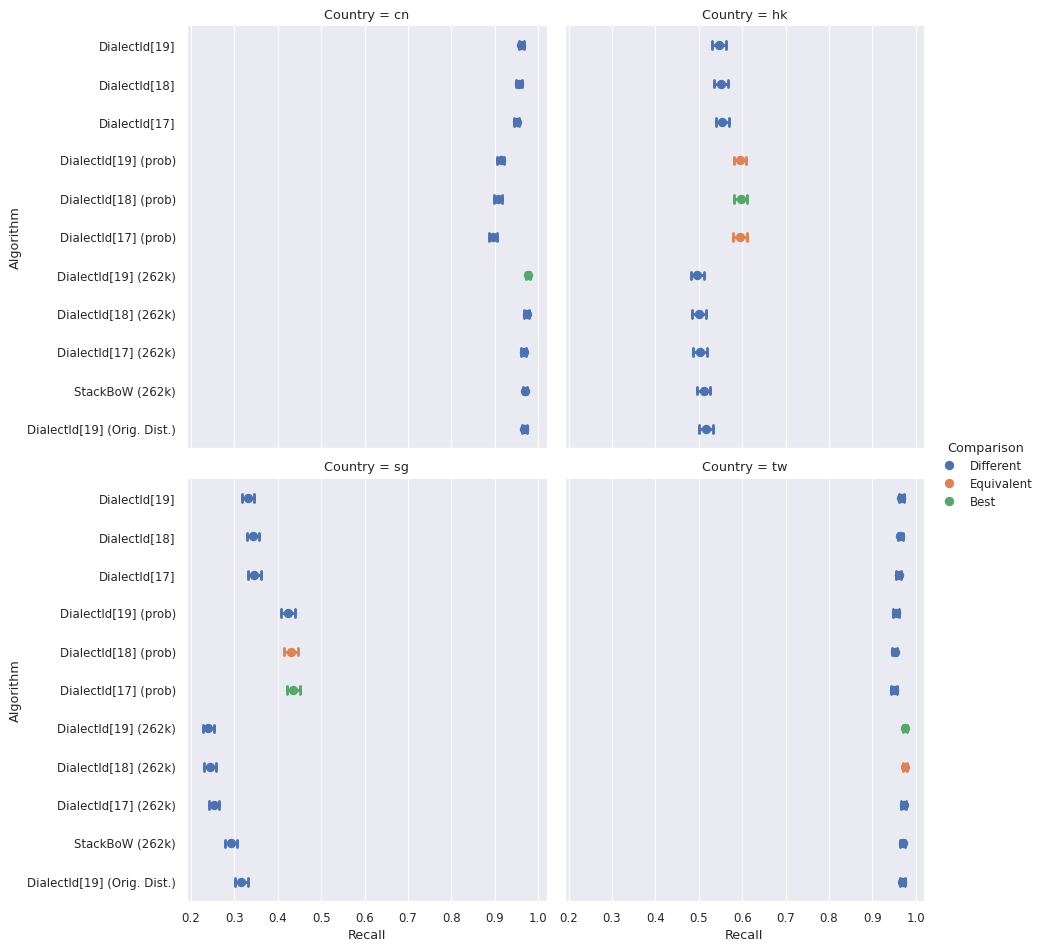 Country = cn
Country = hk
Algorithm
DialectId[19]
DialectId[18]
DialectId[17]
DialectId[19] (prob)
DialectId[18] (prob)
DialectId[17] (prob)
DialectId[19] (262k)
DialectId[18] (262k)
DialectId[17] (262k)
StackBoW (262k)
DialectId[19] (Orig. Dist.)
Comparison
Different
Equivalent
Best
Country = sg
Country = tw
Algorithm
DialectId[19]
DialectId[18]
DialectId[17]
DialectId[19] (prob)
DialectId[18] (prob)
DialectId[17] (prob)
DialectId[19] (262k)
DialectId[18] (262k)
DialectId[17] (262k)
StackBoW (262k)
DialectId[19] (Orig. Dist.)
0.2 0.3 0.4 0.5 0.6 0.7 0.8 0.9 1.0
0.2 0.3 0.4 0.5 0.6 0.7 0.8 0.9 1.0
Recall
Recall